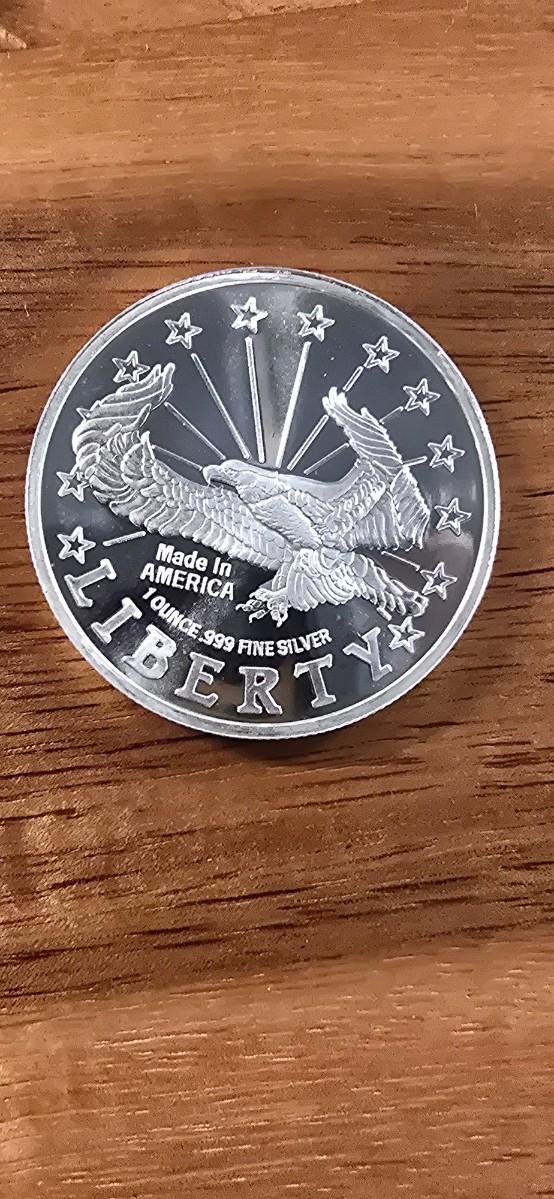 Made In
AMERICA
1 OUNCE .999 FINE SILVER
LIBERTY